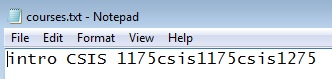 courses.txt - Notepad
File Edit Format View Help
intro CSIS 1175csis1175csis1275